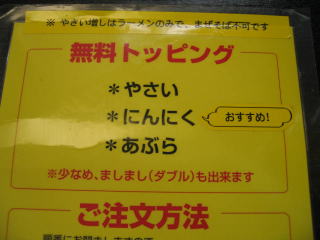 ※ やさい増しはラーメンのみで、まぜそば不可です
無料トッピング
＊やさい
＊にんにく おすすめ!
＊あぶら
※少なめ、ましまし(ダブル)も出来ます
ご注文方法